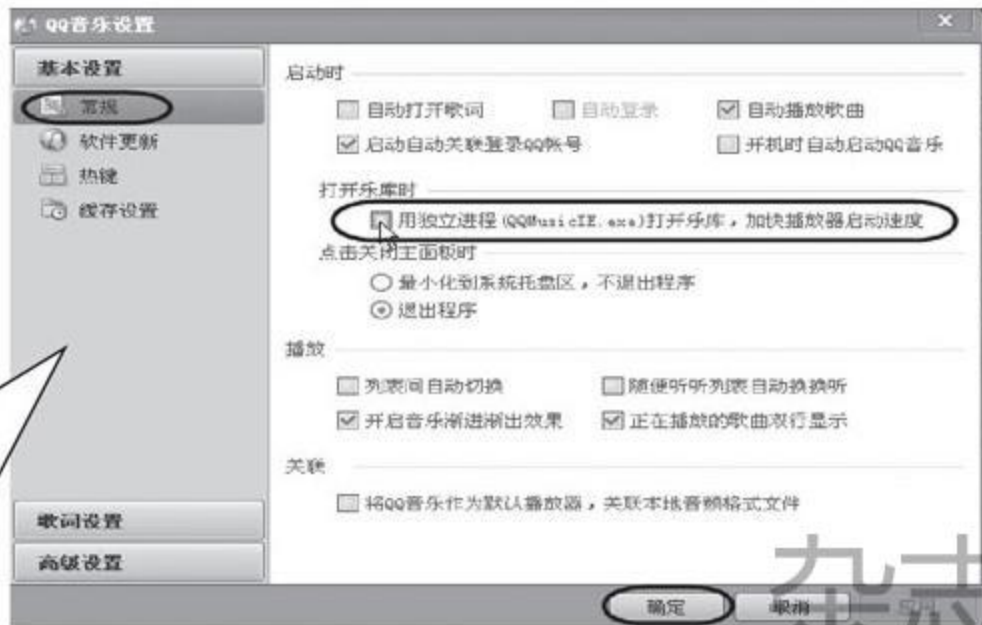 QQ音乐设置
基本设置
常规
软件更新
热键
缓存设置
歌词设置
高级设置
启动时
自动打开歌词 自动登录 自动播放歌曲
启动自动关联登录QQ帐号 开机时自动启动QQ音乐
打开乐库时
用独立进程(QQMusicIE.exe)打开乐库，加快播放器启动速度
点击关闭主面板时
最小化到系统托盘区，不退出程序
退出程序
播放
列表间自动切换 随便听听列表自动换换听
开启音乐渐进渐出效果 正在播放的歌曲双行显示
关联
将QQ音乐作为默认播放器，关联本地音频格式文件
确定 取消 应用
杂志